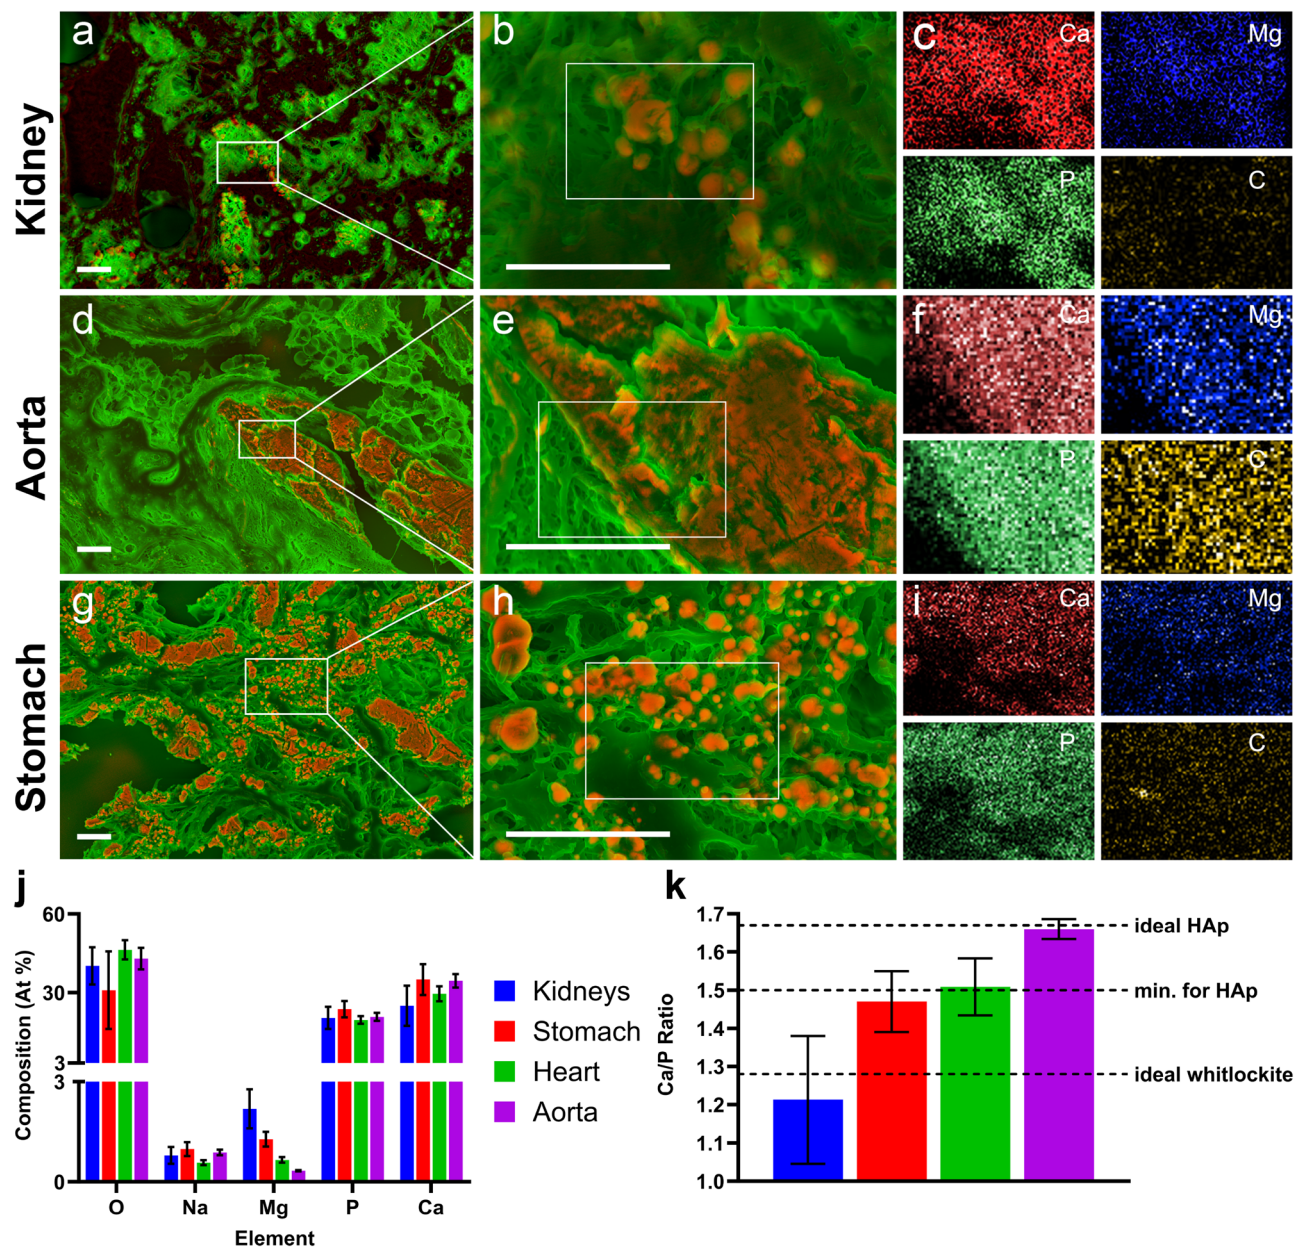 Kidney
a
b
c
Ca
Mg
P
C
Aorta
d
e
f
Ca
Mg
P
C
Stomach
g
h
i
Ca
Mg
P
C
j
60
30
3
3
0
Composition (At %)
O
Na
Mg
P
Ca
Element
Kidneys
Stomach
Heart
Aorta
k
1.7
1.6
1.5
1.4
1.3
1.2
1.1
1.0
Ca/P Ratio
ideal HAp
min. for HAp
ideal whitlockite